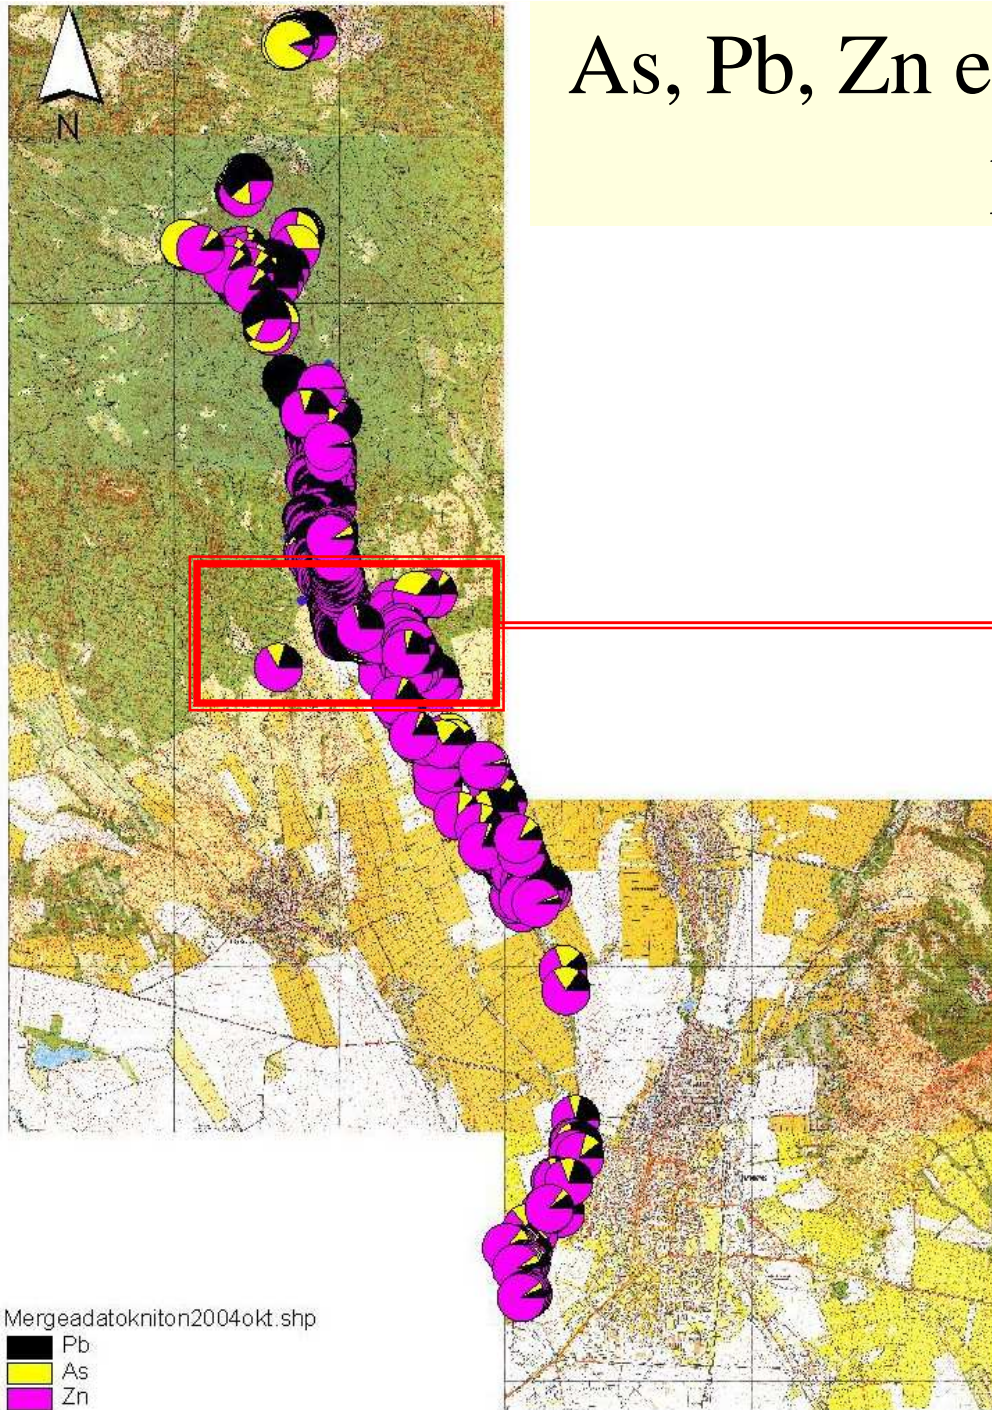 As, Pb, Zn e
N
Mergeadatokniton2004okt.shp
Pb
As
Zn